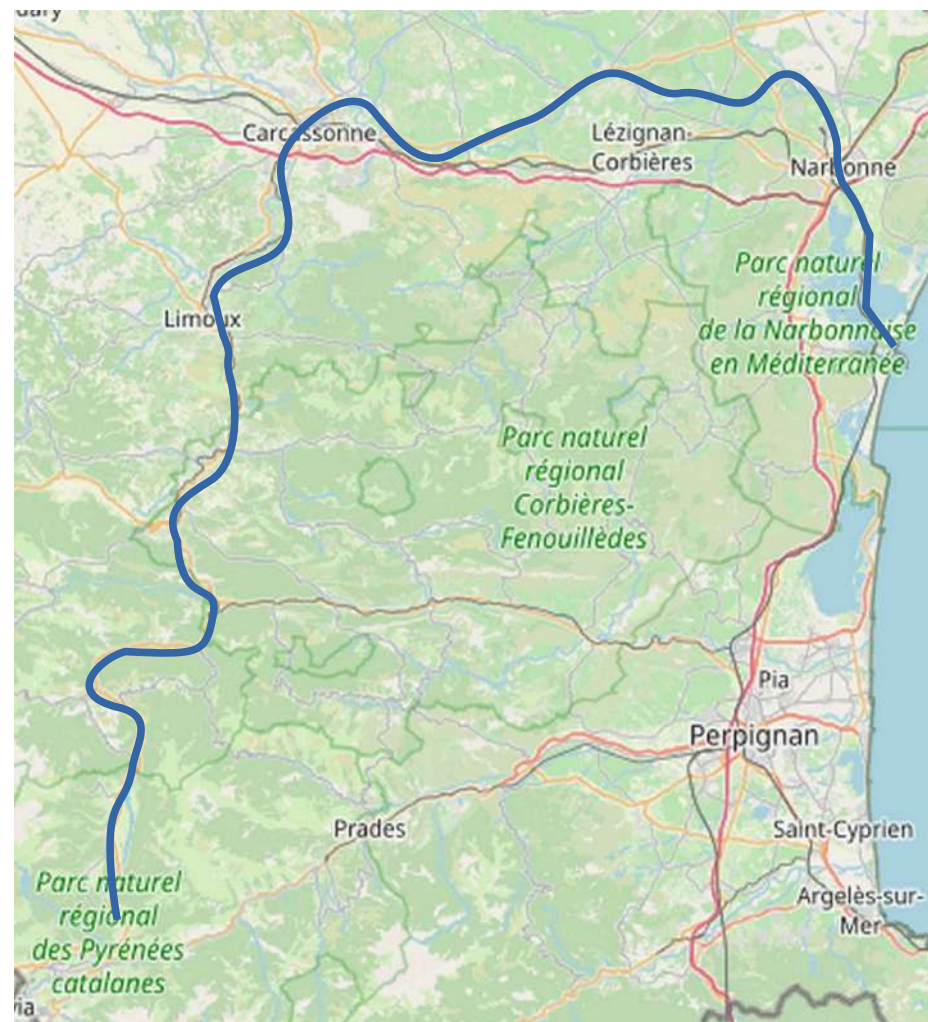 Carcassonne
Lézignan-
Corbières
Narbonne
Parc naturel
régional
de la Narbonnaise
en Méditerranée
Limoux
Parc naturel
régional
Corbières-
Fenouillèdes
Pia
Perpignan
Prades
Saint-Cyprien
Parc naturel
régional
des Pyrénées
catalanes
Argelès-sur-
Mer